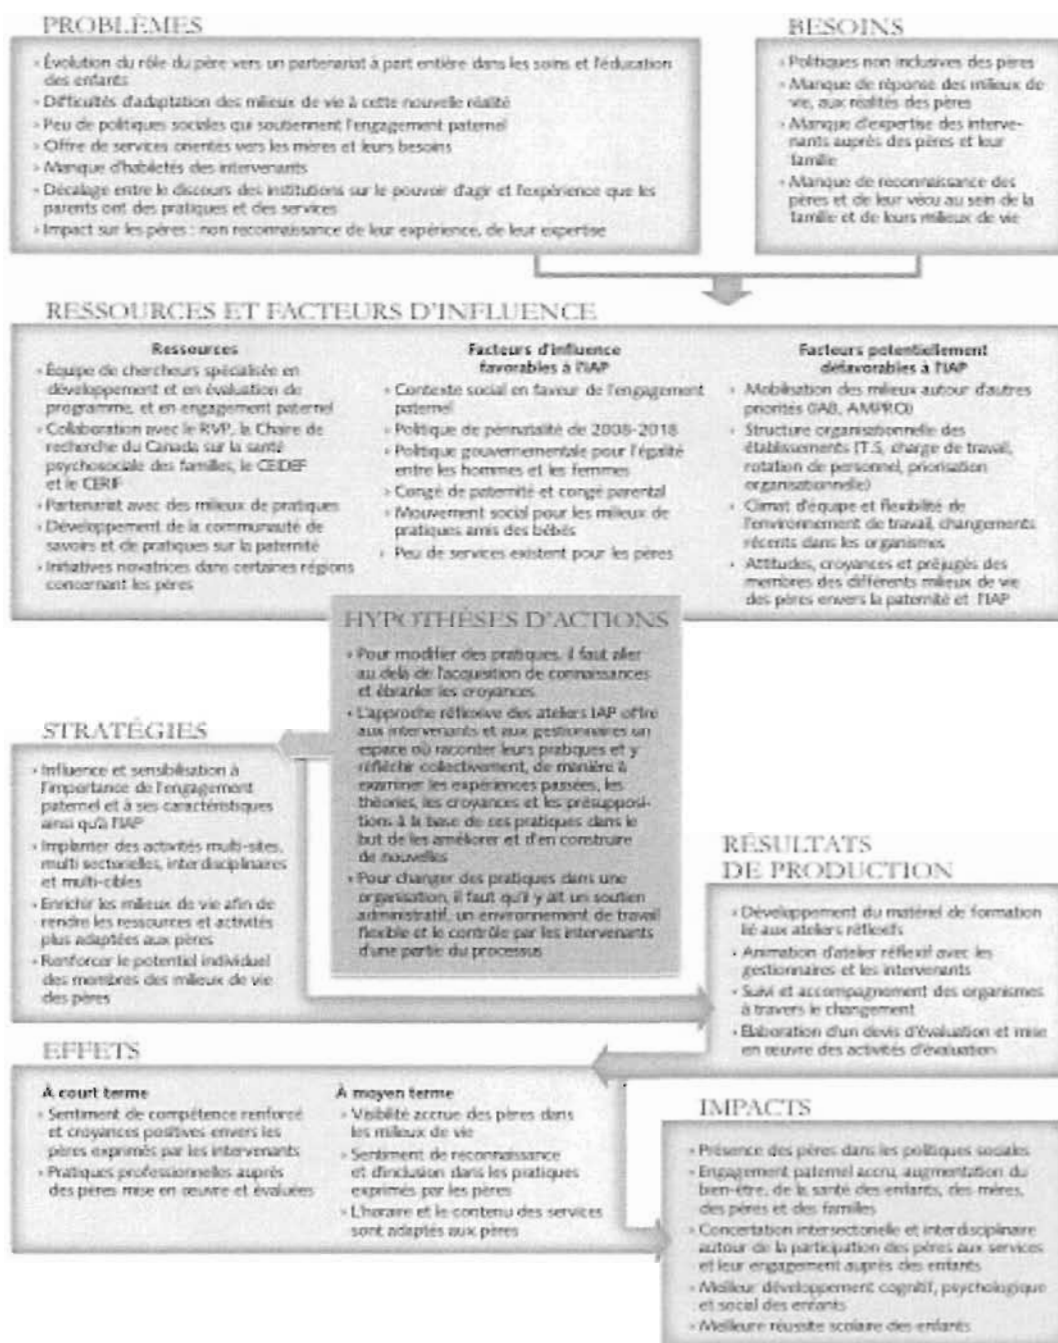 PROBLÈMES
› Évolution du rôle du père vers un partenariat à part entière dans les soins et l'éducation
des enfants
› Difficultés d'adaptation des milieux de vie à cette nouvelle réalité
› Peu de politiques sociales qui soutiennent l'engagement paternel
› Offre de services orientés vers les mères et leurs besoins
› Manque d'habiletés des intervenants
› Décalage entre le discours des institutions sur le pouvoir d'agir et l'expérience que les
parents ont des pratiques et des services
› Impact sur les pères : non reconnaissance de leur expérience, de leur expertise
BESOINS
› Politiques non inclusives des pères
› Manque de réponse des milieux de
vie, aux réalités des pères
› Manque d'expertise des interve-
nants auprès des pères et leur
famille
› Manque de reconnaissance des
pères et de leur vécu au sein de la
famille et de leurs milieux de vie
RESSOURCES ET FACTEURS D'INFLUENCE
Ressources
› Équipe de chercheurs spécialisée en
développement et en évaluation de
programme, et en engagement paternel
› Collaboration avec le RVP, la Chaire de
recherche du Canada sur la santé
psychosociale des familles, le CEIDEF
et le CERIF
› Partenariat avec des milieux de pratiques
› Développement de la communauté de
savoirs et de pratiques sur la paternité
› Initiatives novatrices dans certaines régions
concernant les pères
Facteurs d'influence
favorables à l'IAP
› Contexte social en faveur de l'engagement
paternel
› Politique de périnatalité de 2008-2018
› Politique gouvernementale pour l'égalité
entre les hommes et les femmes
› Congé de paternité et congé parental
› Mouvement social pour les milieux de
pratiques amis des bébés
› Peu de services existent pour les pères
Facteurs potentiellement
défavorables à l'IAP
› Mobilisation des milieux autour d'autres
priorités (IAB, AMPRO)
› Structure organisationnelle des
établissements (T.S, charge de travail,
rotation de personnel, priorisation
organisationnelle)
› Climat d'équipe et flexibilité de
l'environnement de travail, changements
récents dans les organismes
› Attitudes, croyances et préjugés des
membres des différents milieux de vie
des pères envers la paternité et l'IAP
HYPOTHÈSES D'ACTIONS
› Pour modifier des pratiques, il faut aller
au delà de l'acquisition de connaissances
et ébranler les croyances
› L'approche réflexive des ateliers IAP offre
aux intervenants et aux gestionnaires un
espace où raconter leurs pratiques et y
réfléchir collectivement, de manière à
examiner les expériences passées, les
théories, les croyances et les présupposi-
tions à la base de ces pratiques dans le
but de les améliorer et d'en construire
de nouvelles
› Pour changer des pratiques dans une
organisation, il faut qu'il y ait un soutien
administratif, un environnement de travail
flexible et le contrôle par les intervenants
d'une partie du processus
STRATÉGIES
› Influence et sensibilisation à
l'importance de l'engagement
paternel et à ses caractéristiques
ainsi qu'à l'IAP
› Implanter des activités multi-sites,
multi sectorielles, interdisciplinaires
et multi-cibles
› Enrichir les milieux de vie afin de
rendre les ressources et activités
plus adaptées aux pères
› Renforcer le potentiel individuel
des membres des milieux de vie
des pères
RÉSULTATS
DE PRODUCTION
› Développement du matériel de formation
lié aux ateliers réflexifs
› Animation d'atelier réflexif avec les
gestionnaires et les intervenants
› Suivi et accompagnement des organismes
à travers le changement
› Élaboration d'un devis d'évaluation et mise
en œuvre des activités d'évaluation
EFFETS
À court terme
› Sentiment de compétence renforcé
et croyances positives envers les
pères exprimés par les intervenants
› Pratiques professionnelles auprès
des pères mise en œuvre et évaluées
À moyen terme
› Visibilité accrue des pères dans
les milieux de vie
› Sentiment de reconnaissance
et d'inclusion dans les pratiques
exprimés par les pères
› L'horaire et le contenu des services
sont adaptés aux pères
IMPACTS
› Présence des pères dans les politiques sociales
› Engagement paternel accru, augmentation du
bien-être, de la santé des enfants, des mères,
des pères et des familles
› Concertation intersectorielle et interdisciplinaire
autour de la participation des pères aux services
et leur engagement auprès des enfants
› Meilleur développement cognitif, psychologique
et social des enfants
› Meilleure réussite scolaire des enfants